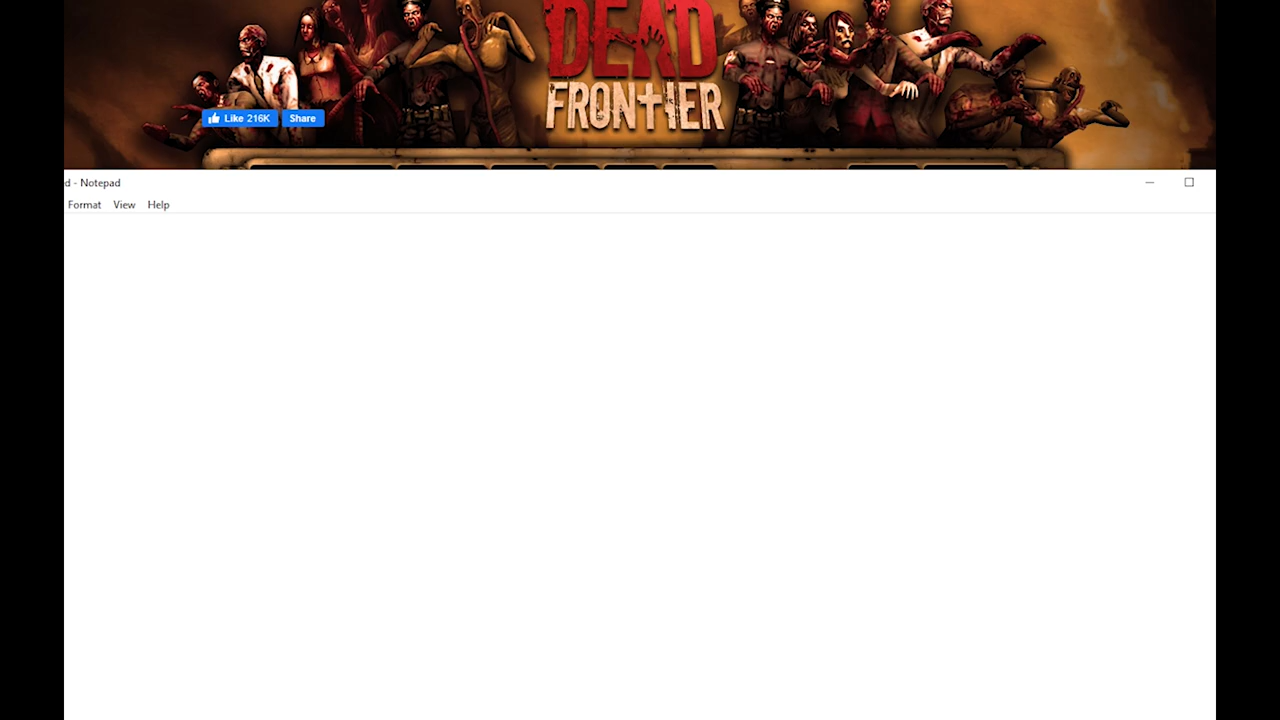 DEAD
FRONTIER
Like 216K Share
d - Notepad
Format View Help